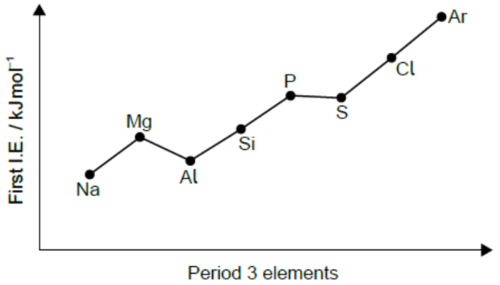 Ar
Cl
P
S
Mg
Si
Al
Na
First I.E. / kJmol⁻¹
Period 3 elements